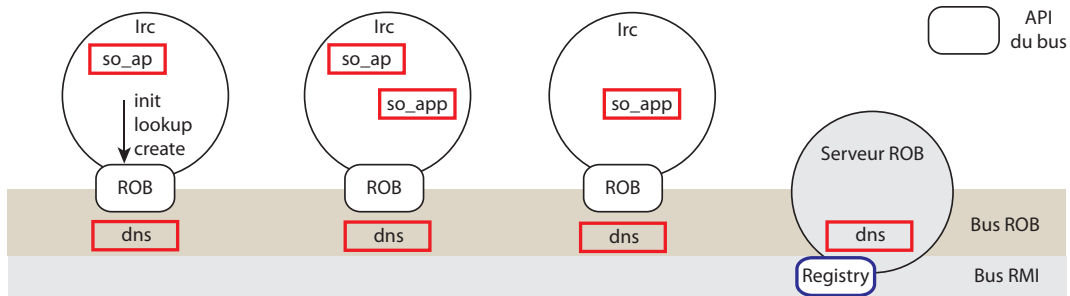 Irc
so_ap
init
lookup
create
ROB
dns
Irc
so_ap
so_app
ROB
dns
Irc
so_app
ROB
dns
API
du bus
Serveur ROB
dns
Registry
Bus ROB
Bus RMI